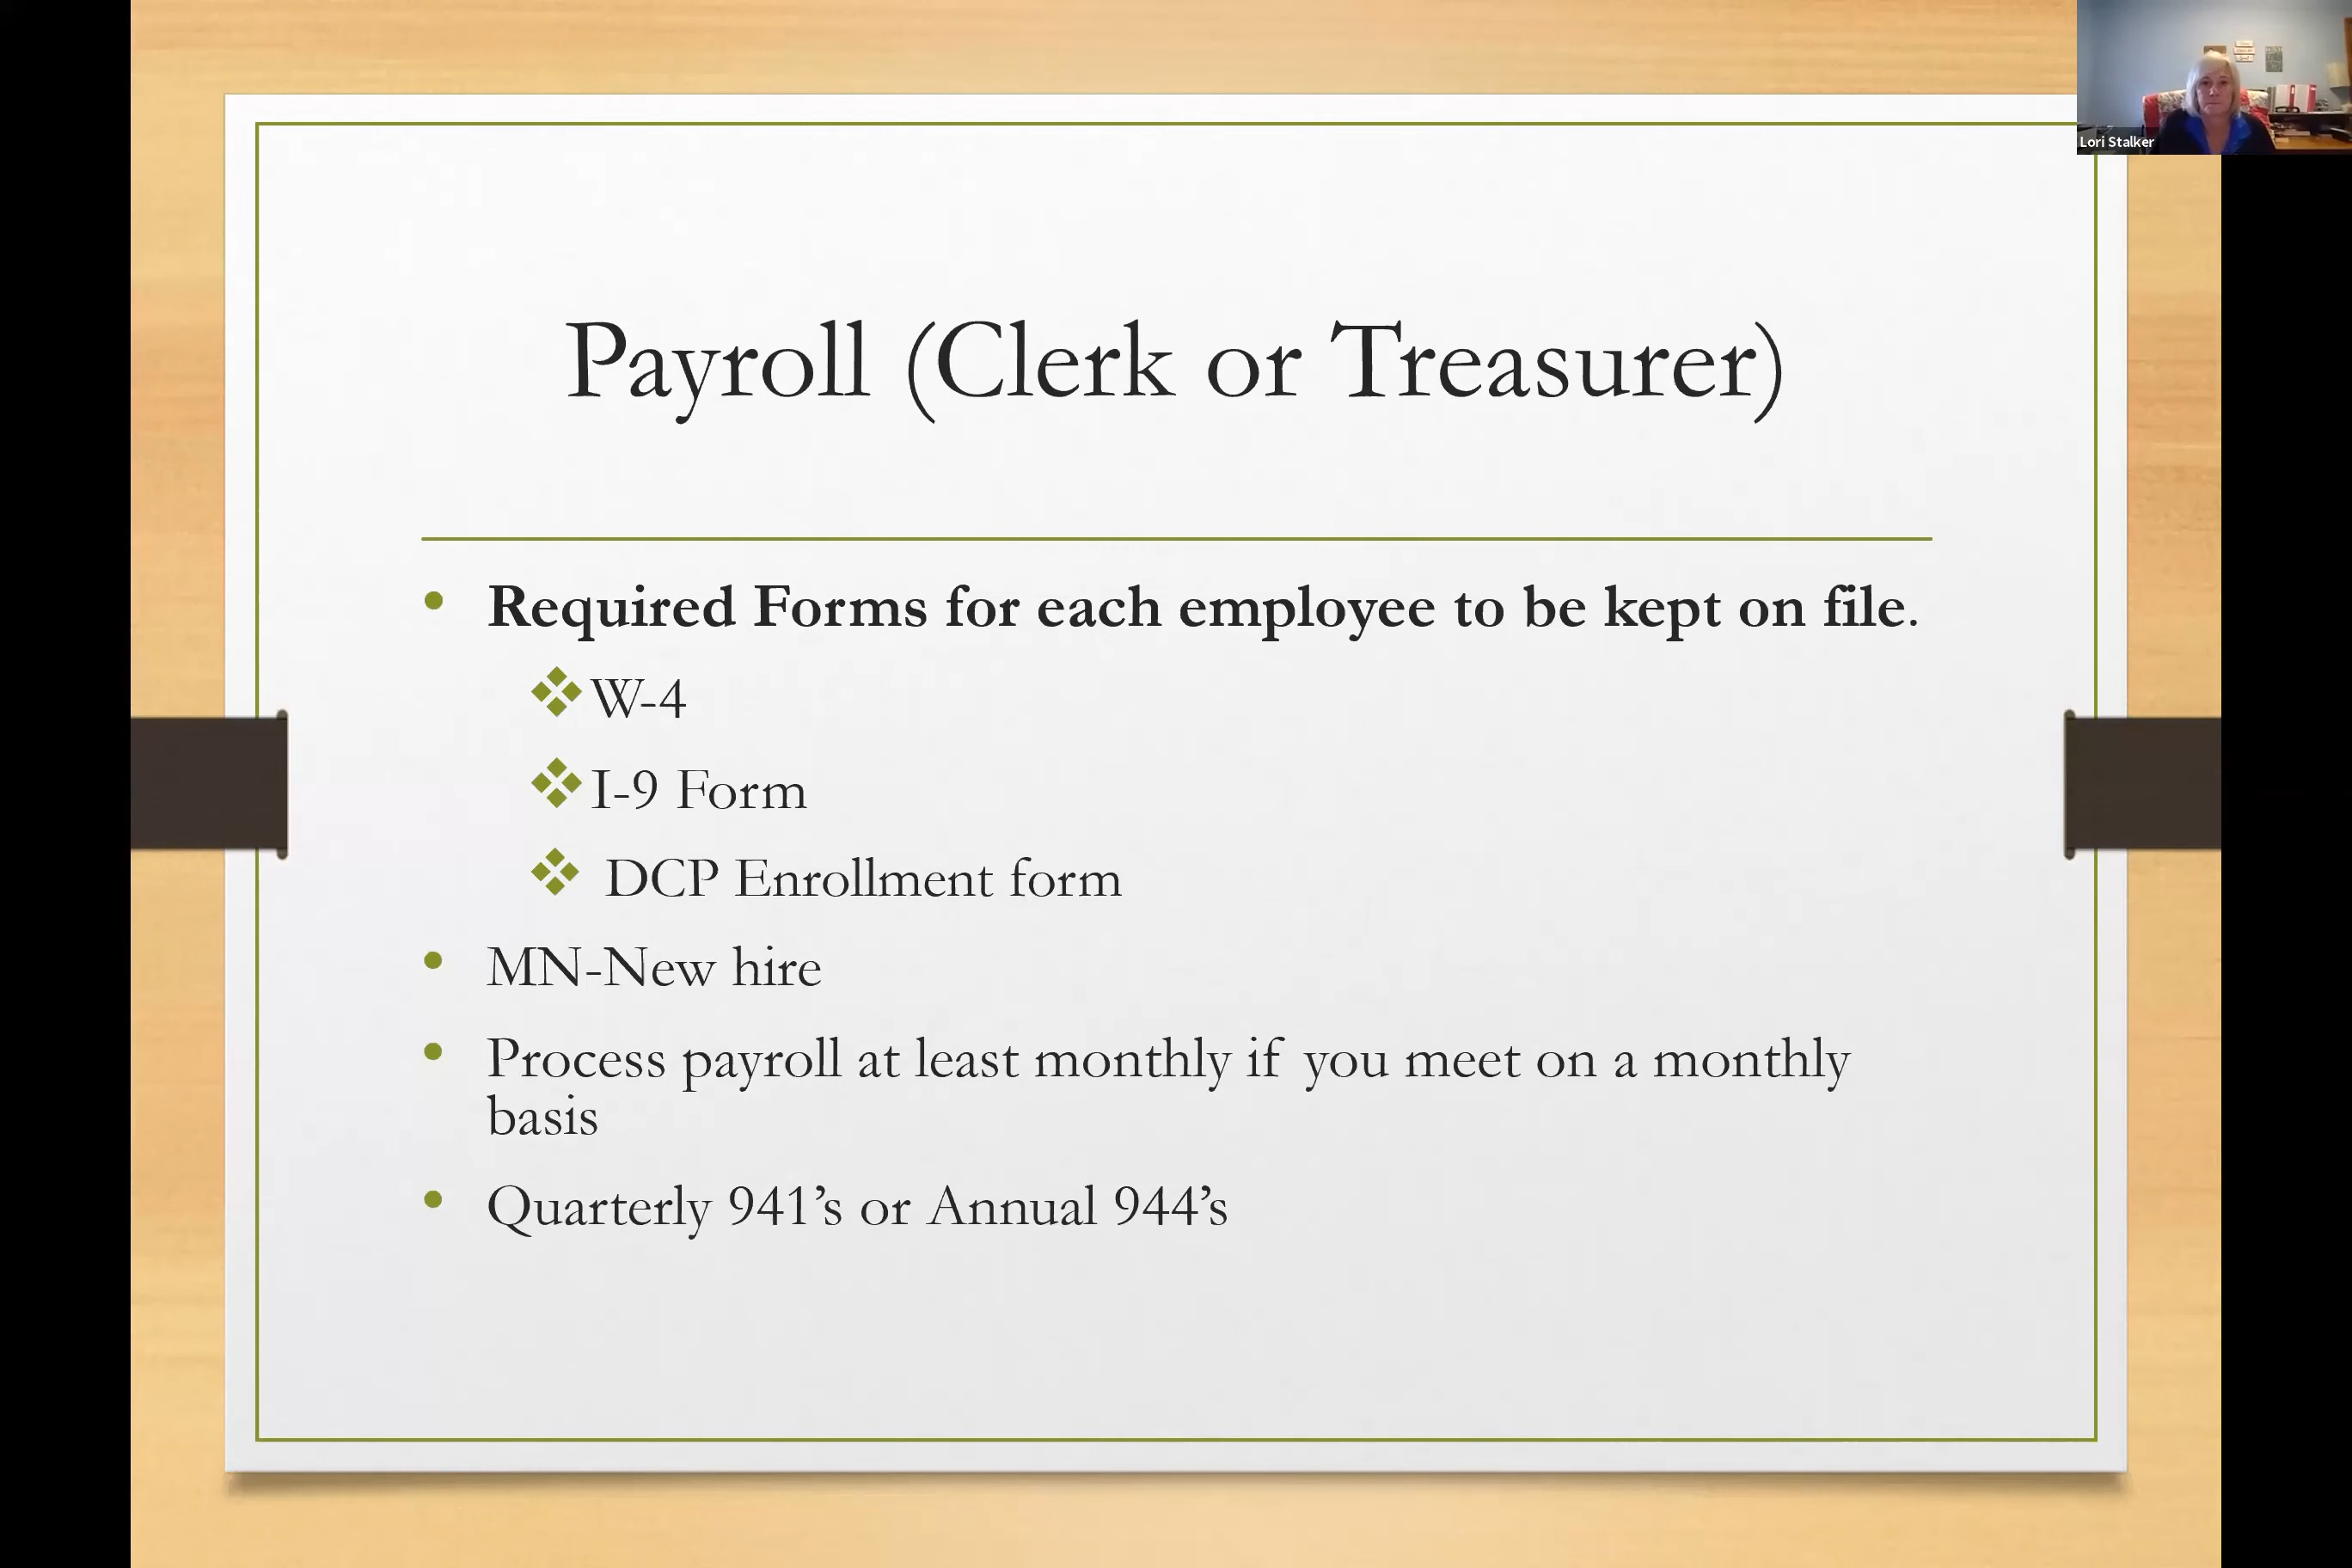 Lori Stalker
Payroll (Clerk or Treasurer)
• Required Forms for each employee to be kept on file.
❖W-4
❖I-9 Form
❖ DCP Enrollment form
• MN-New hire
• Process payroll at least monthly if you meet on a monthly
basis
• Quarterly 941’s or Annual 944’s